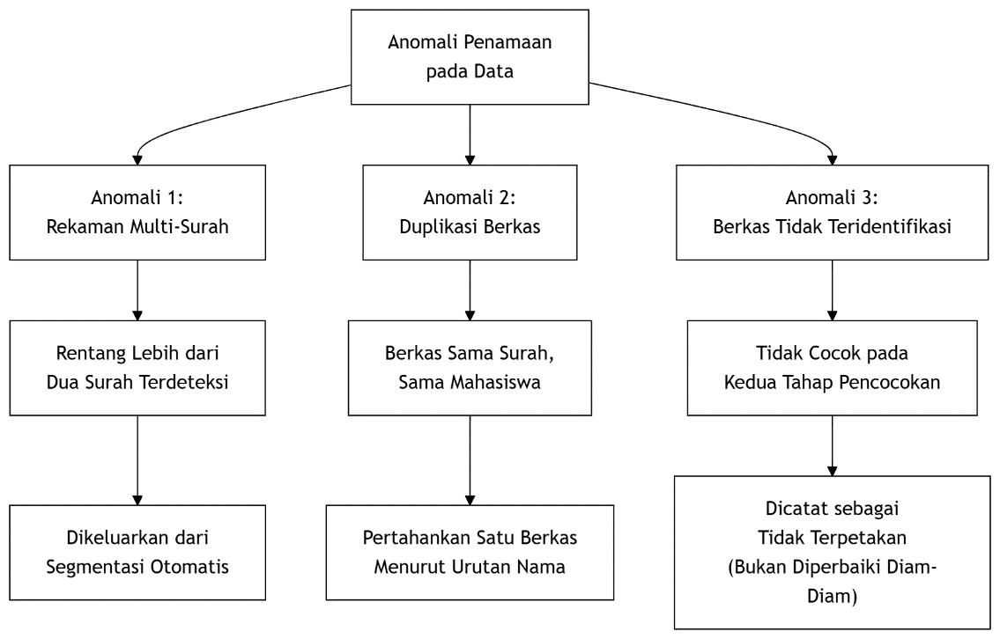 Anomali Penamaan
pada Data
Anomali 1:
Rekaman Multi-Surah
Anomali 2:
Duplikasi Berkas
Anomali 3:
Berkas Tidak Teridentifikasi
Rentang Lebih dari
Dua Surah Terdeteksi
Berkas Sama Surah,
Sama Mahasiswa
Tidak Cocok pada
Kedua Tahap Pencocokan
Dikeluarkan dari
Segmentasi Otomatis
Pertahankan Satu Berkas
Menurut Urutan Nama
Dicatat sebagai
Tidak Terpetakan
(Bukan Diperbaiki Diam-
Diam)